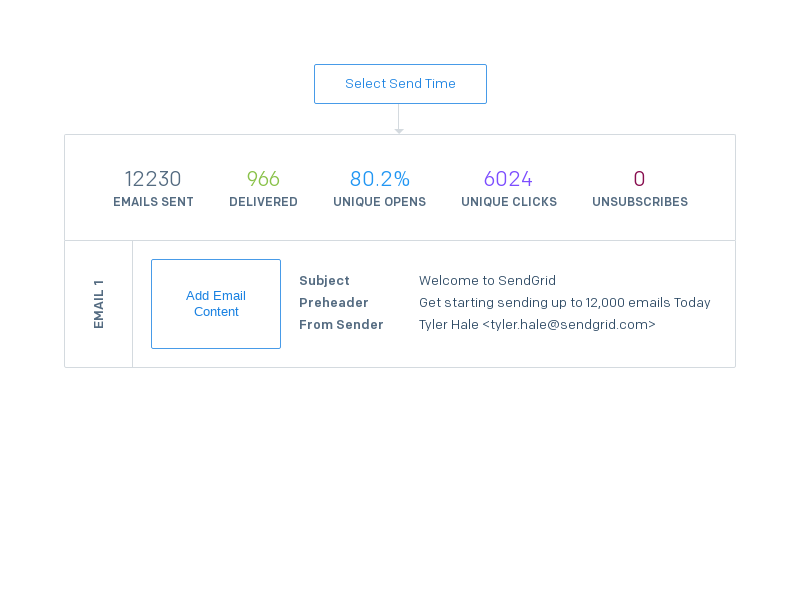 Select Send Time
12230 966 80.2% 6024 0
EMAILS SENT DELIVERED UNIQUE OPENS UNIQUE CLICKS UNSUBSCRIBES
EMAIL 1
Add Email
Content
Subject Welcome to SendGrid
Preheader Get starting sending up to 12,000 emails Today
From Sender Tyler Hale <tyler.hale@sendgrid.com>